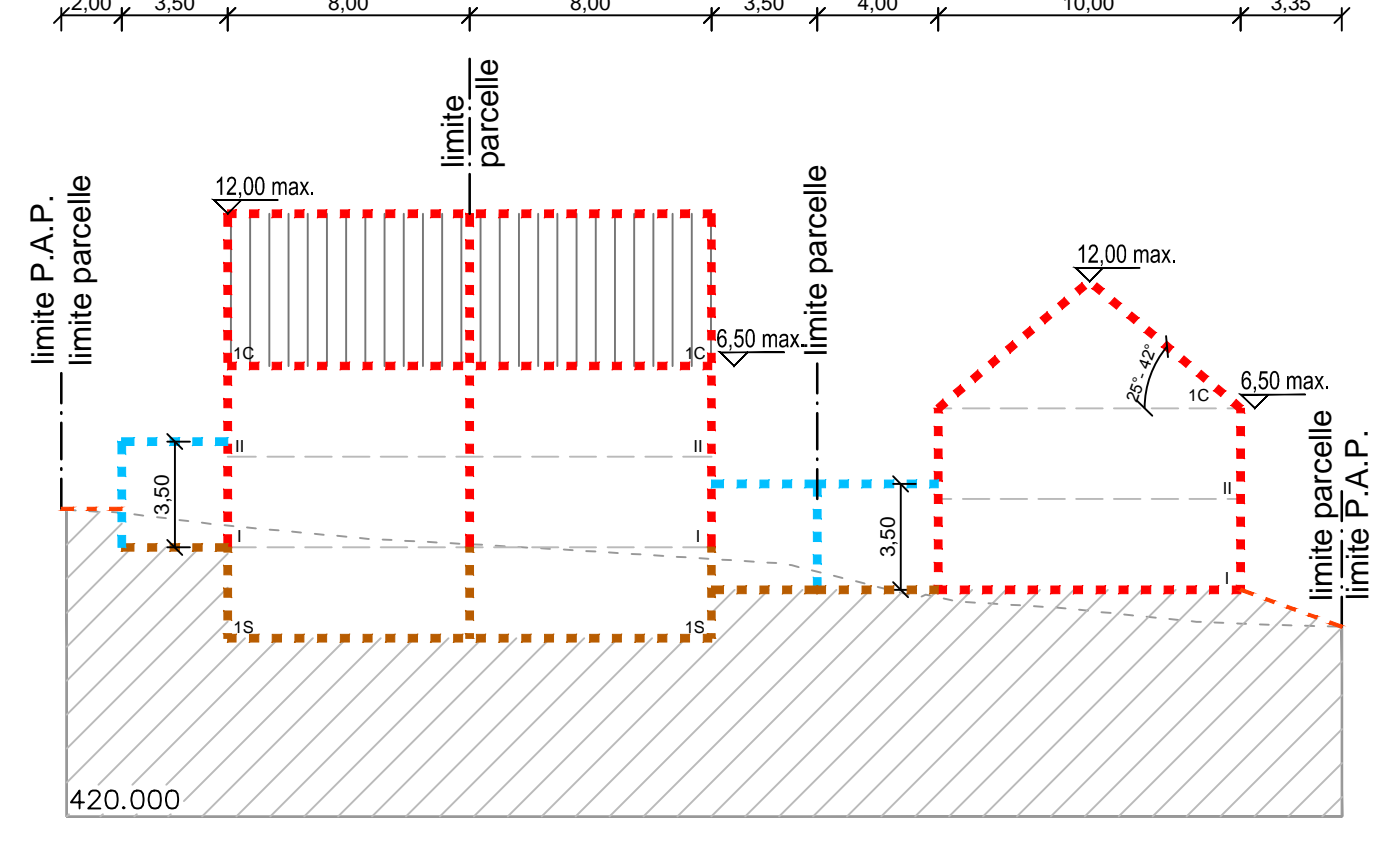 2,00 3,50 8,00 8,00 3,50 4,00 10,00 3,35
limite P.A.P.
limite parcelle
12,00 max.
limite
parcelle
6,50 max.
limite parcelle
12,00 max.
25°- 42°
6,50 max.
limite parcelle
limite P.A.P.
1C
1C
1C
II
II
II
3,50
3,50
I
I
I
1S
1S
420.000